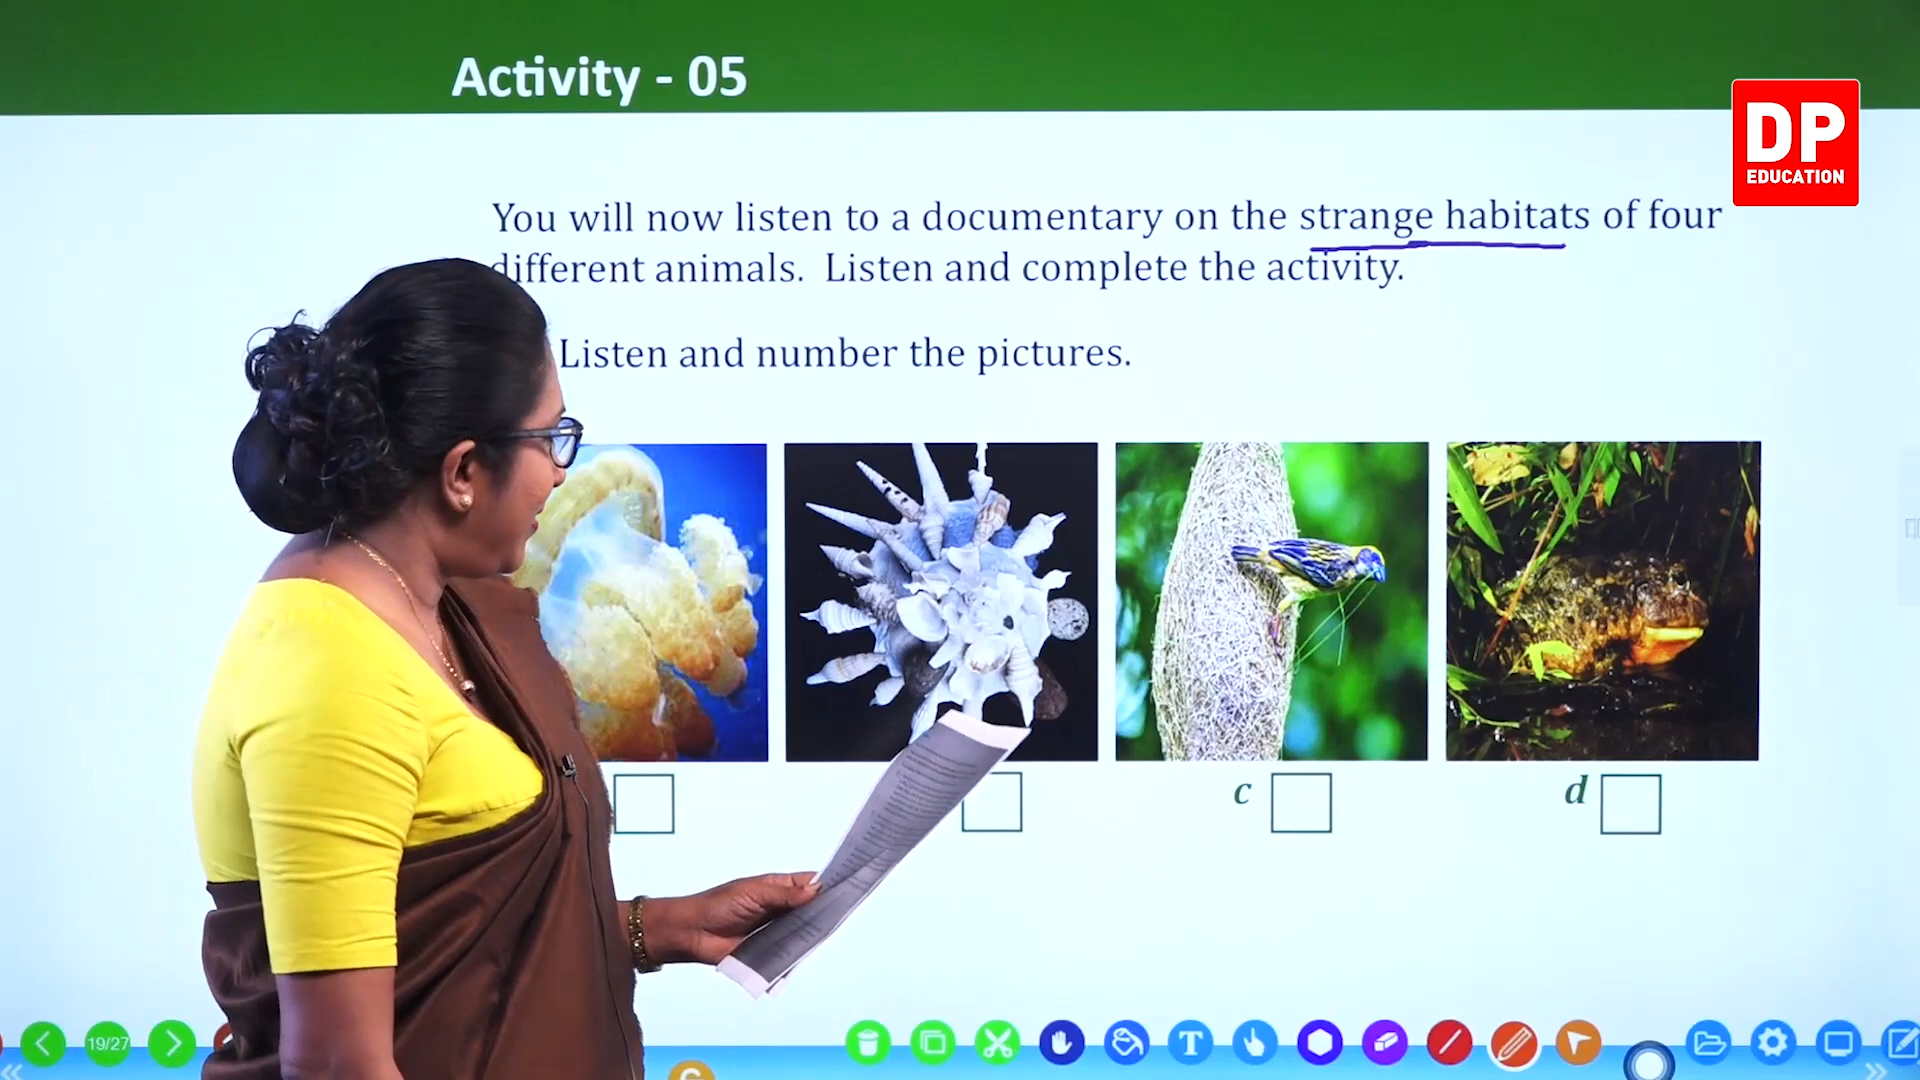 Activity - 05
DP
EDUCATION
You will now listen to a documentary on the strange habitats of four
different animals. Listen and complete the activity.
Listen and number the pictures.
c
d
19/27
T